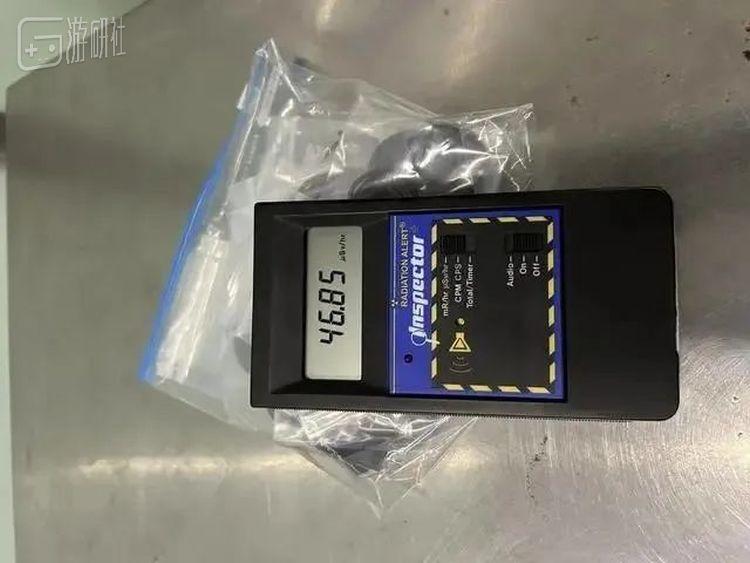 游研社
46.85
µSv/hr
RADIATION ALERT®
Inspector
mR/hr µSv/hr
CPM CPS
Total/Timer
Audio
On
Off